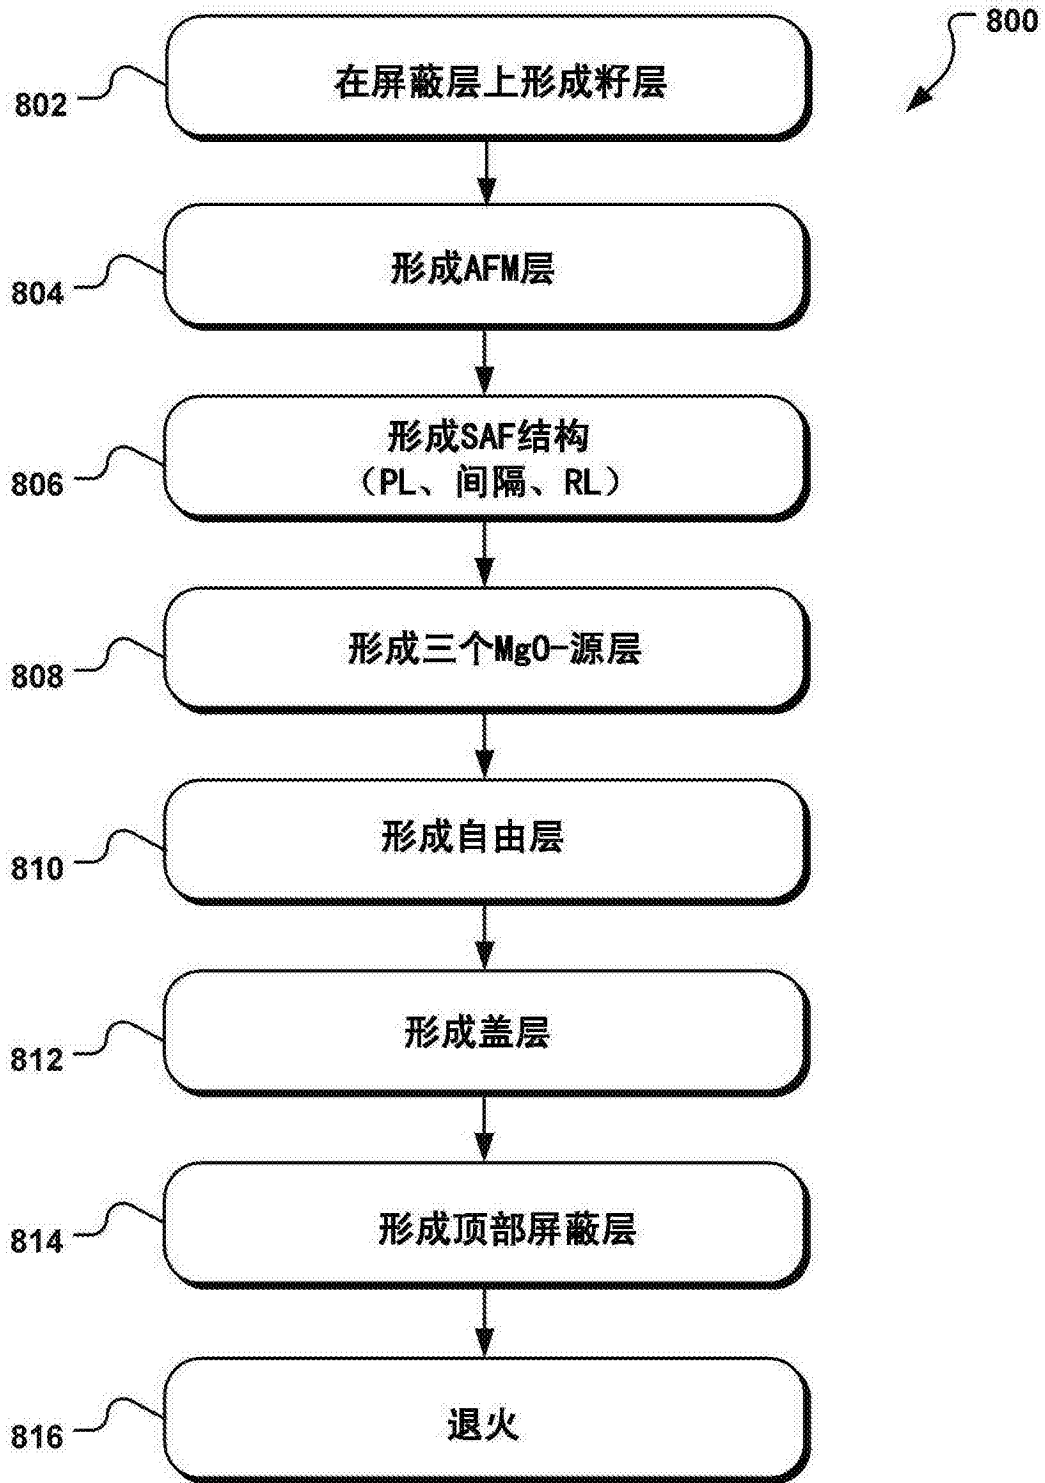 800
802
在屏蔽层上形成籽层
804
形成AFM层
806
形成SAF结构
（PL、间隔、RL）
808
形成三个MgO-源层
810
形成自由层
812
形成盖层
814
形成顶部屏蔽层
816
退火